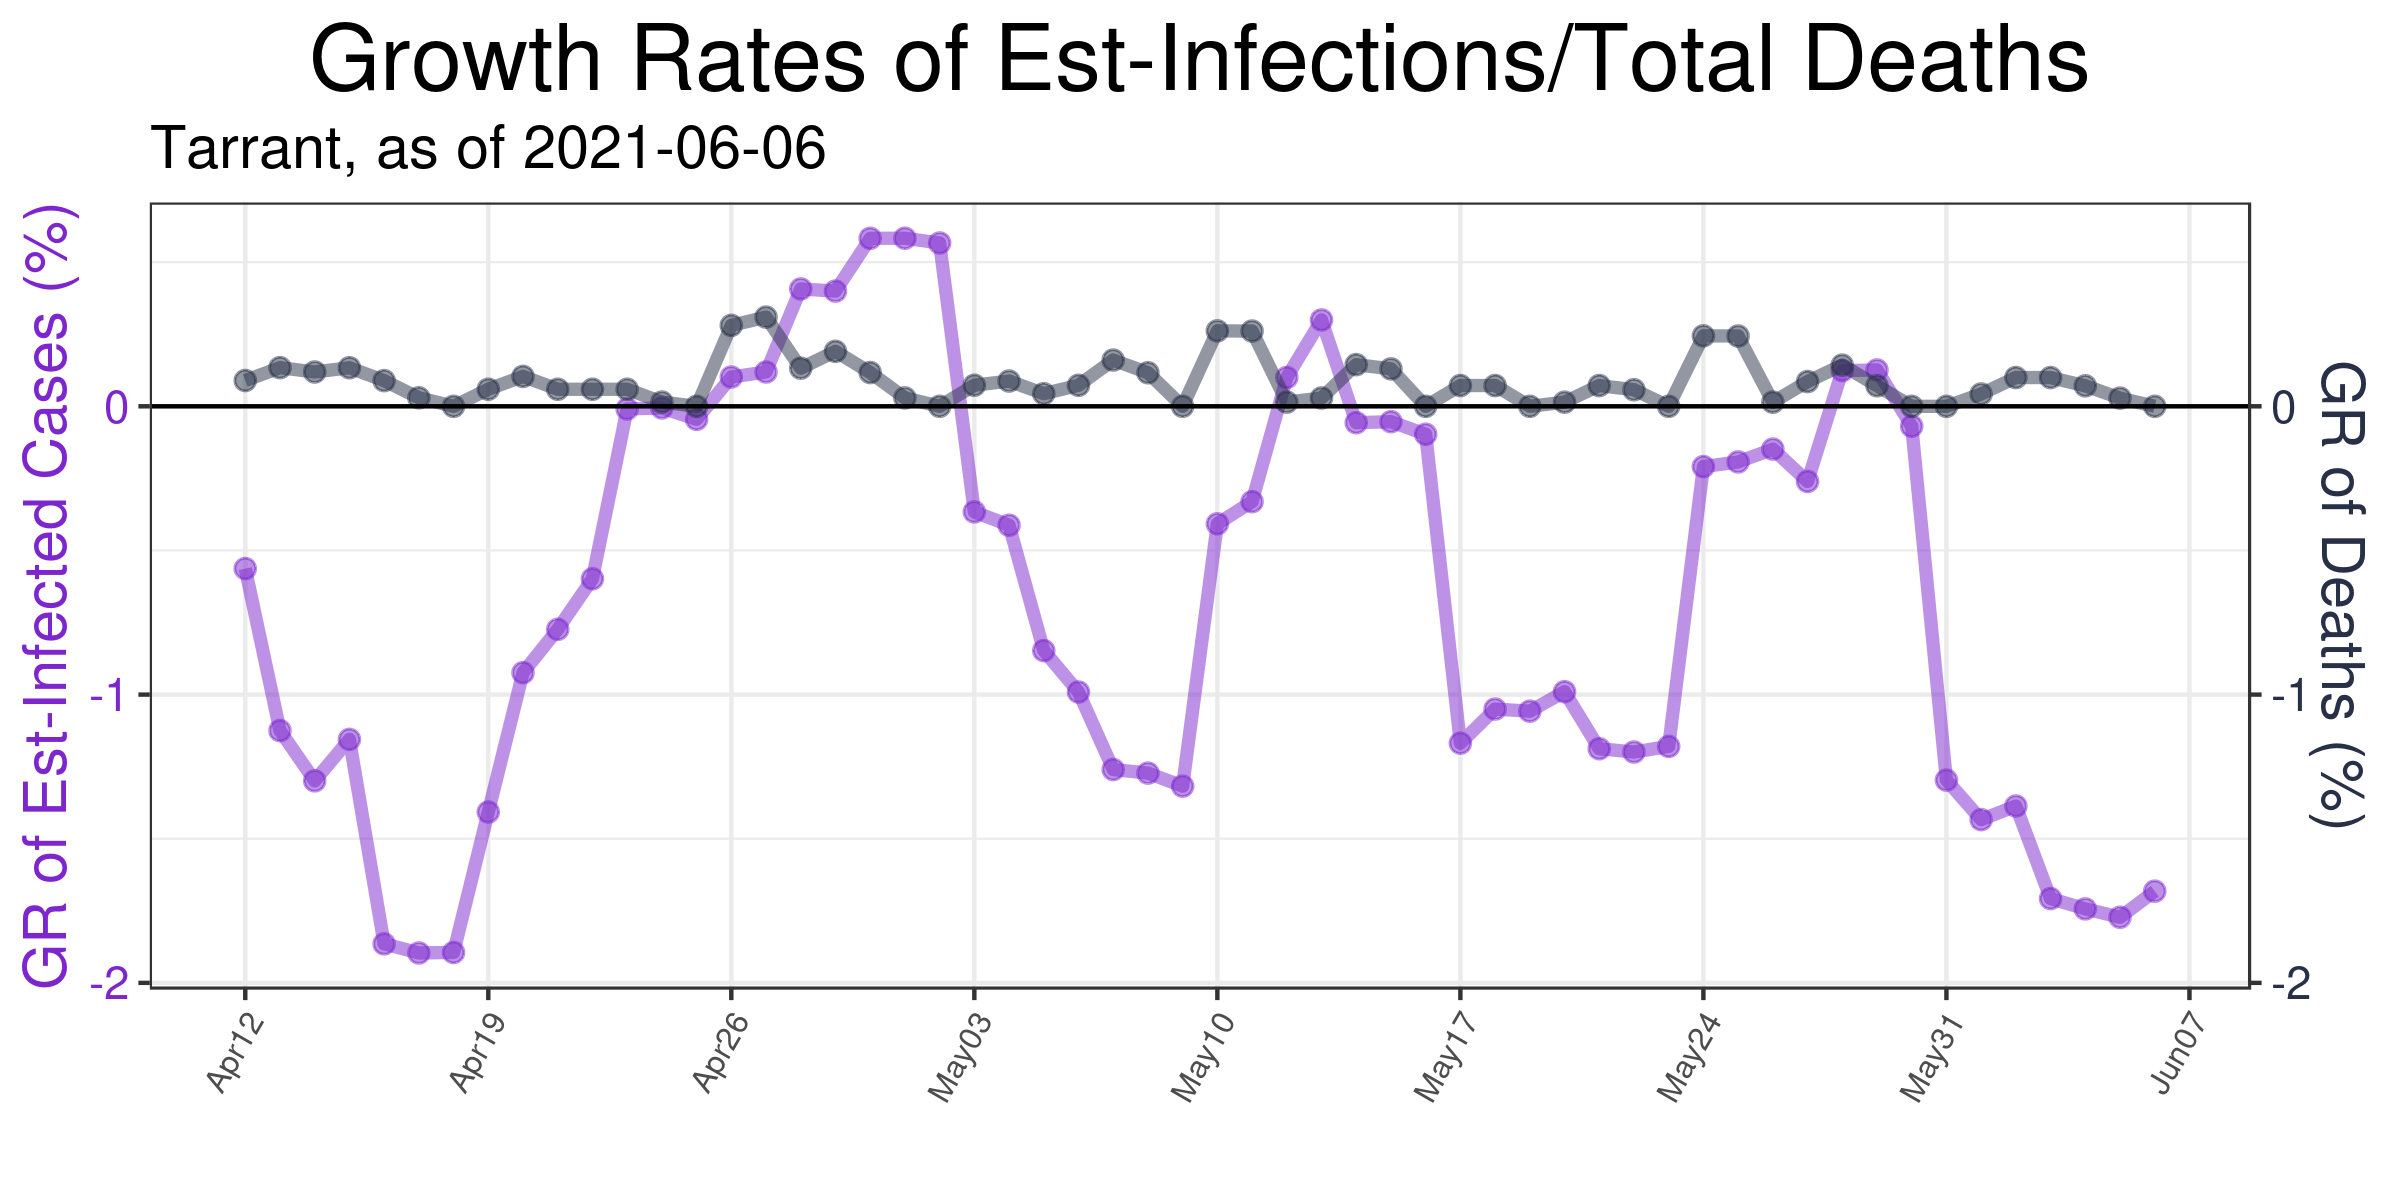 Growth Rates of Est-Infections/Total Deaths
Tarrant, as of 2021-06-06
GR of Est-Infected Cases (%)
0
-1
-2
GR of Deaths (%)
0
-1
-2
Apr12
Apr19
Apr26
May03
May10
May17
May24
May31
Jun07